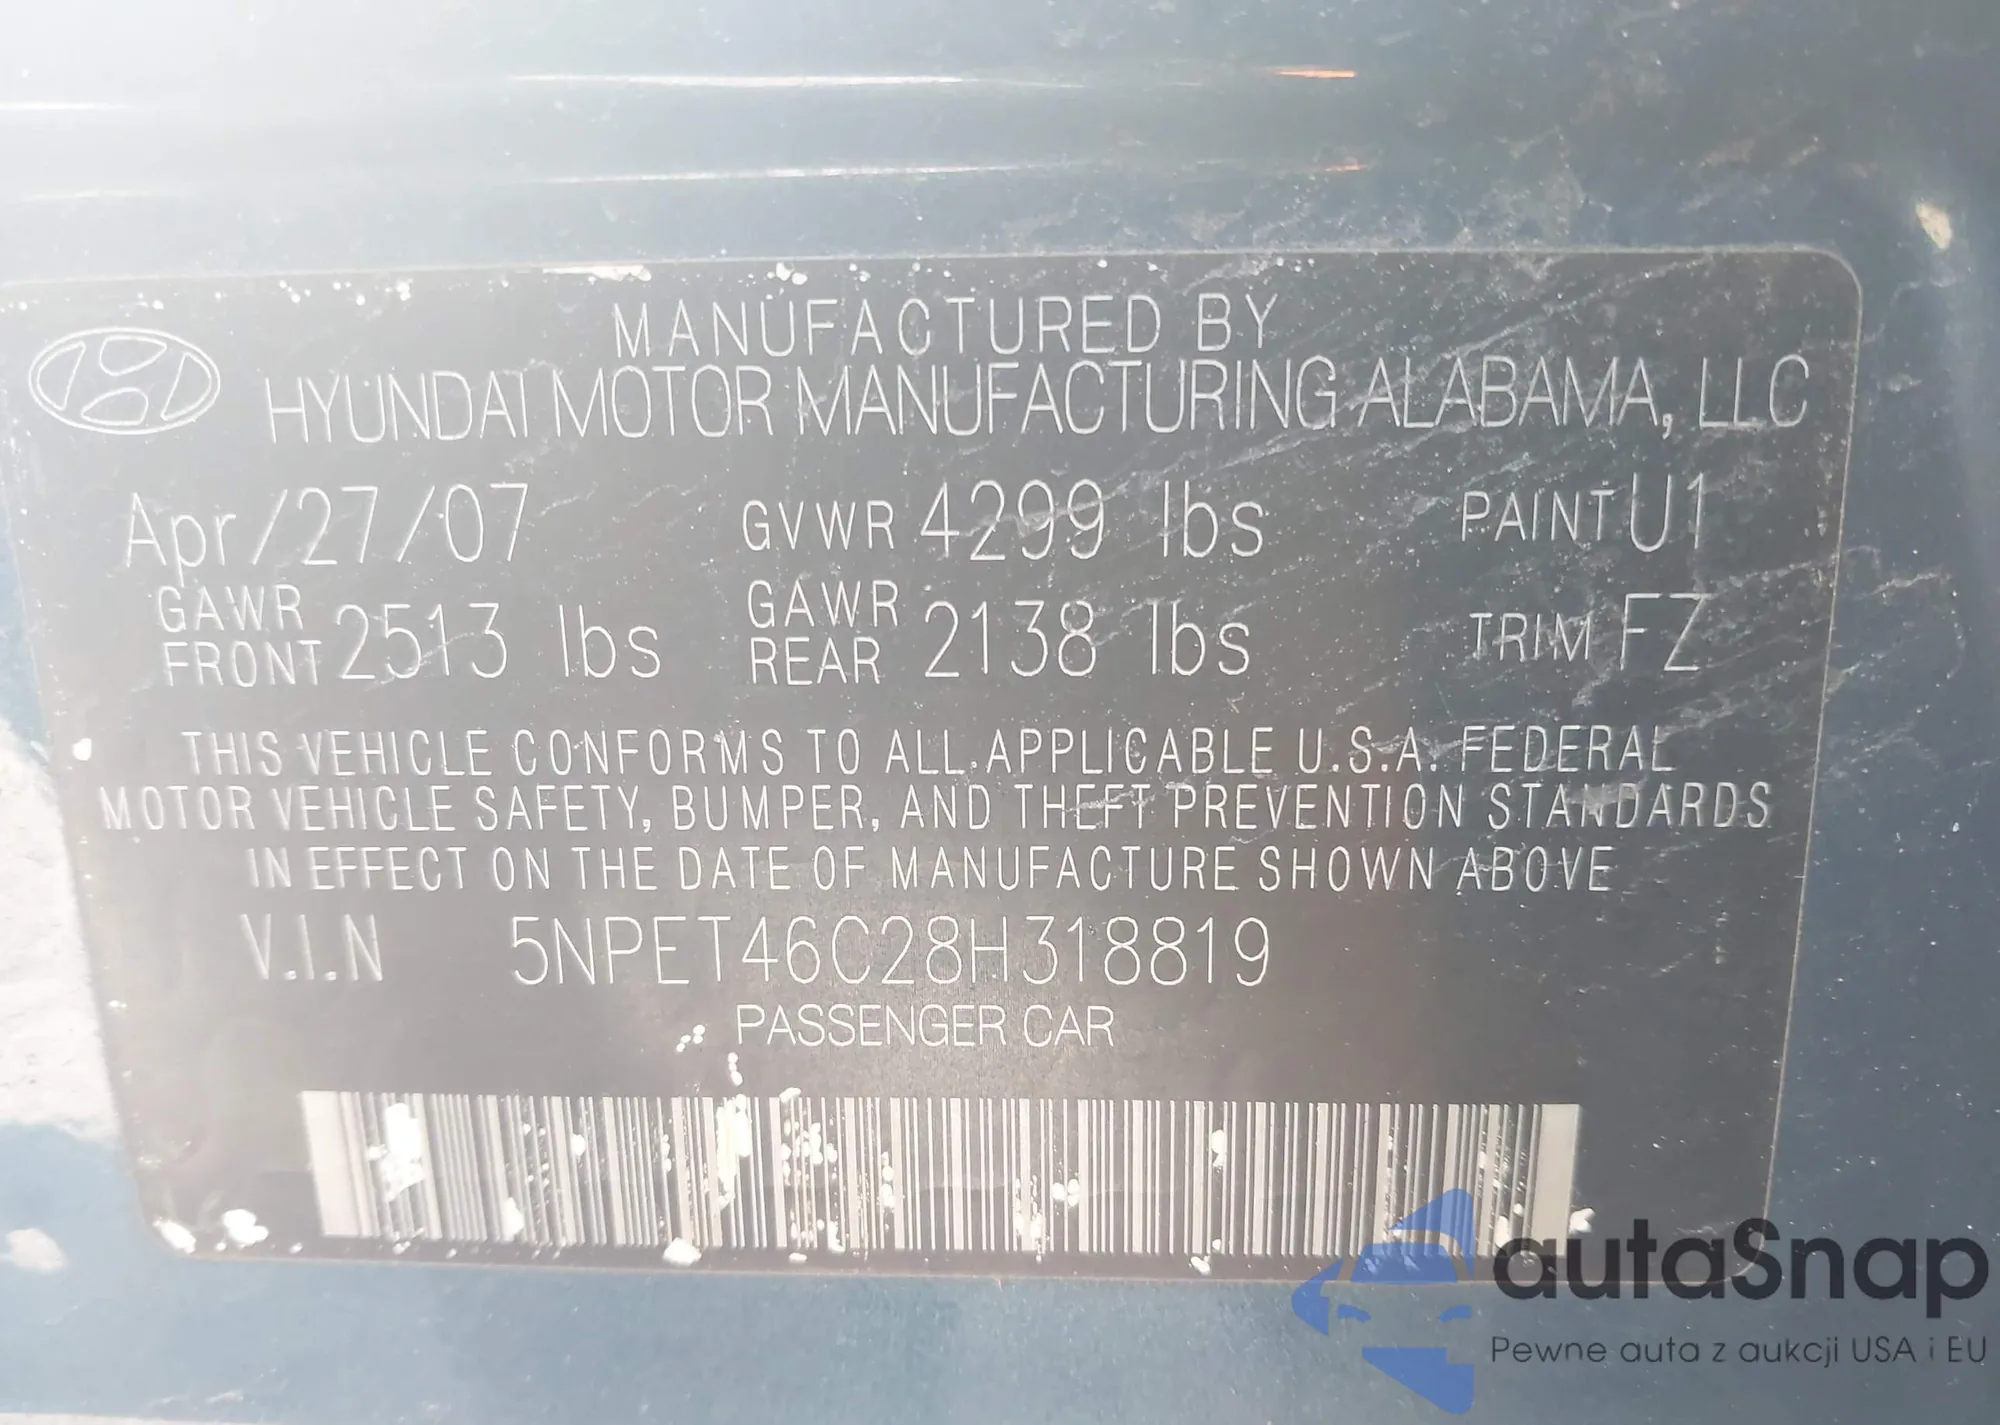 MANUFACTURED BY
HYUNDAI MOTOR MANUFACTURING ALABAMA, LLC
Apr/27/07 GVWR 4299 lbs PAINT U1
GAWR FRONT 2513 lbs GAWR REAR 2138 lbs TRIM FZ
THIS VEHICLE CONFORMS TO ALL APPLICABLE U.S.A. FEDERAL
MOTOR VEHICLE SAFETY, BUMPER, AND THEFT PREVENTION STANDARDS
IN EFFECT ON THE DATE OF MANUFACTURE SHOWN ABOVE
V.I.N 5NPET46C28H318819
PASSENGER CAR
autaSnap
Pewne auta z aukcji USA i EU